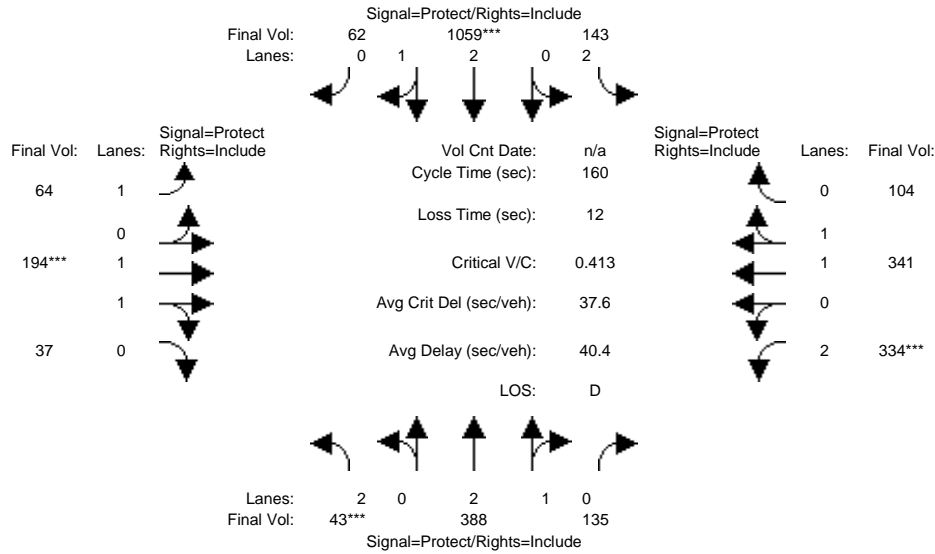 Signal=Protect/Rights=Include
Final Vol: 62 1059*** 143
Lanes: 0 1 2 0 2
Signal=Protect
Final Vol: Lanes: Rights=Include
Vol Cnt Date: n/a
Signal=Protect
Rights=Include Lanes: Final Vol:
64 1
Cycle Time (sec): 160
0 104
0
Loss Time (sec): 12
1
194*** 1
Critical V/C: 0.413
1 341
1
Avg Crit Del (sec/veh): 37.6
0
37 0
Avg Delay (sec/veh): 40.4
2 334***
LOS: D
Lanes: 2 0 2 1 0
Final Vol: 43*** 388 135
Signal=Protect/Rights=Include